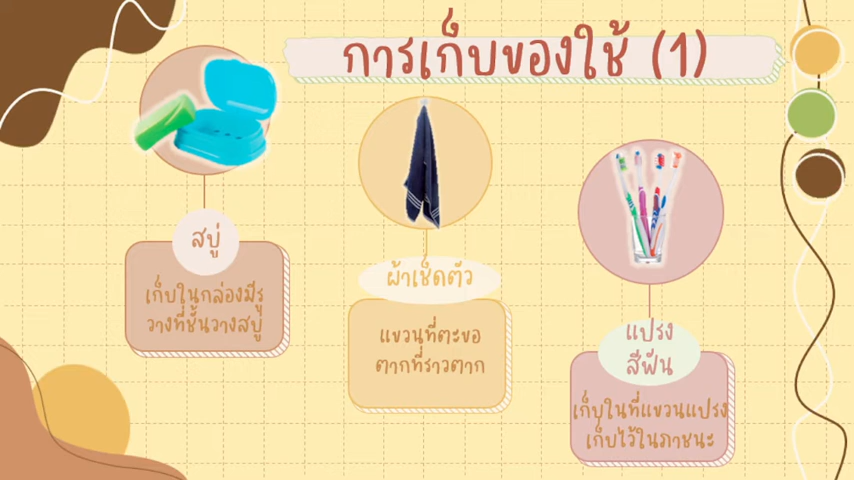 การเก็บของใช้ (1)
สบู่
เก็บในกล่องมีรู
วางที่ชั้นวางสบู่
ผ้าเช็ดตัว
แขวนที่ตะขอ
ตากที่ราวตาก
แปรง
สีฟัน
เก็บในที่แขวนแปรง
เก็บไว้ในภาชนะ